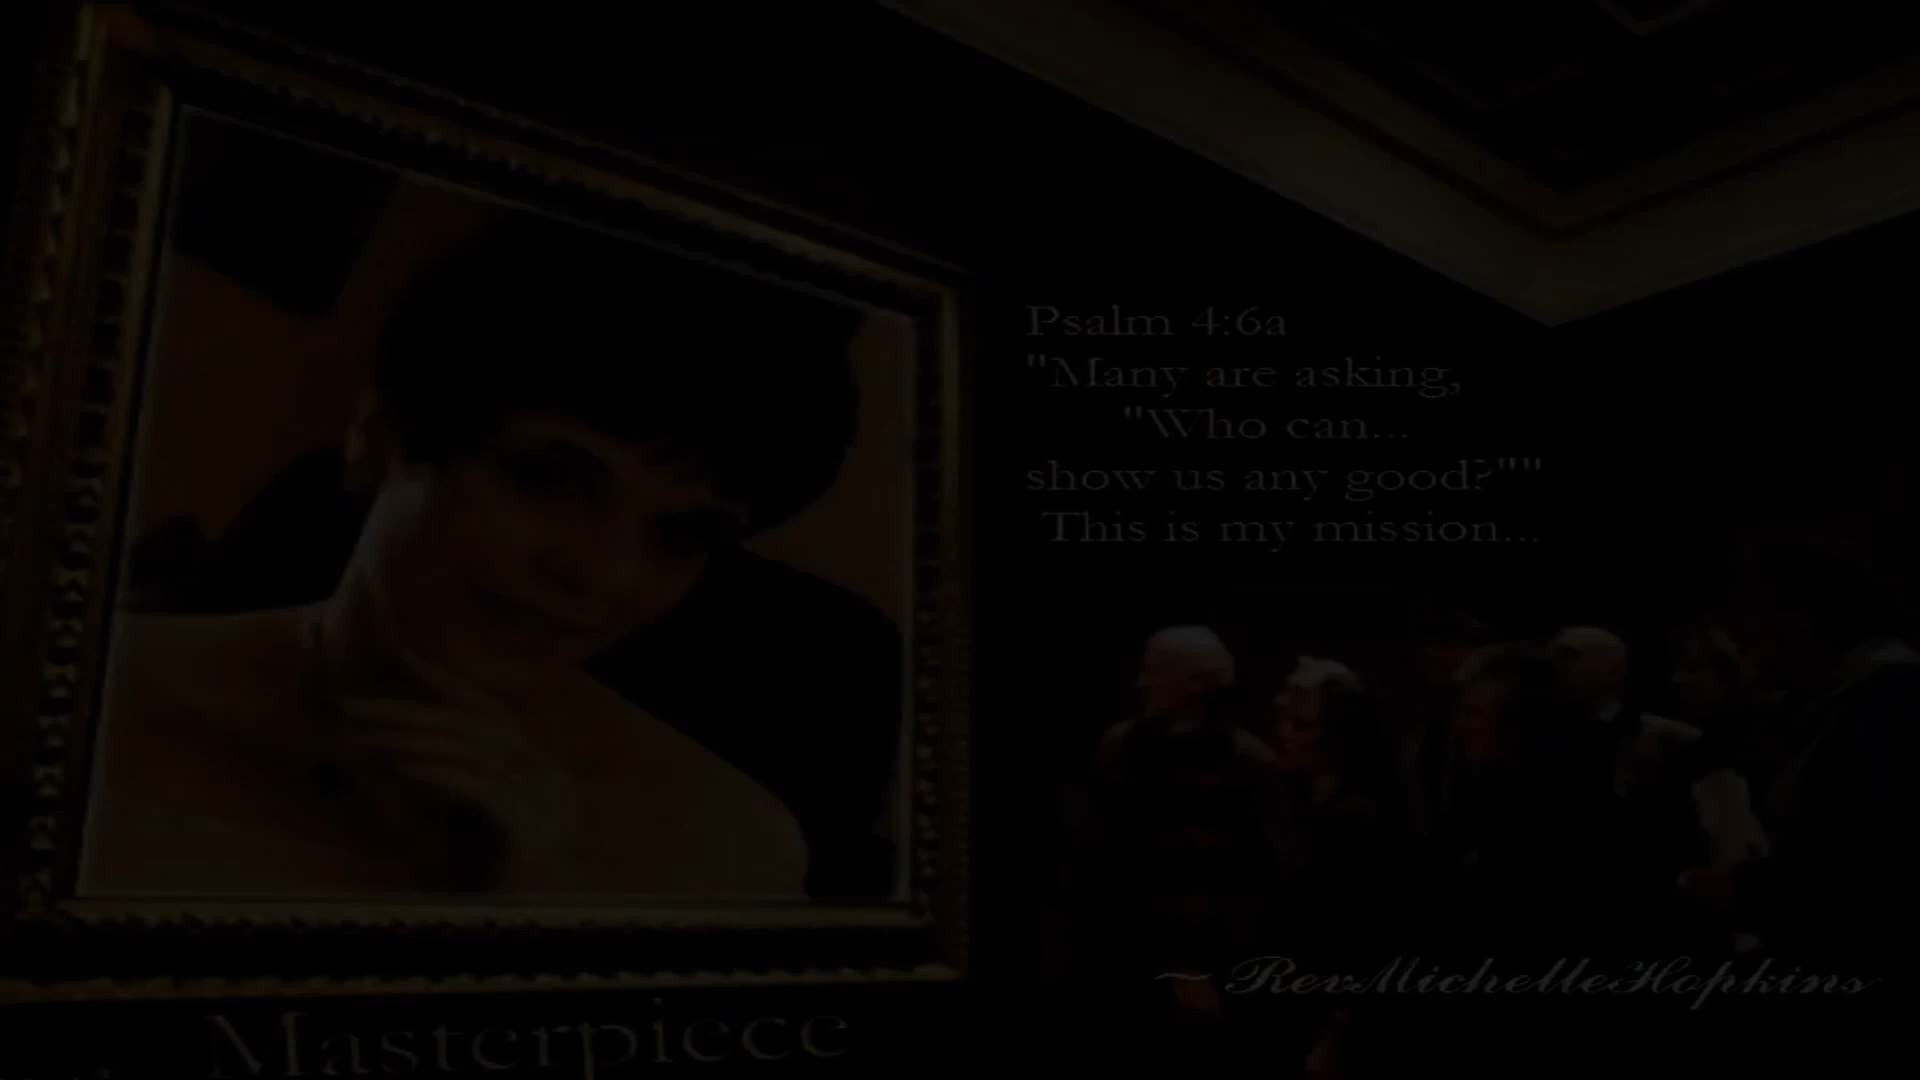 Psalm 4:6a
"Many are asking,
"Who can...
show us any good?""
This is my mission...
~ RevMichelleHopkins
Masterpiece